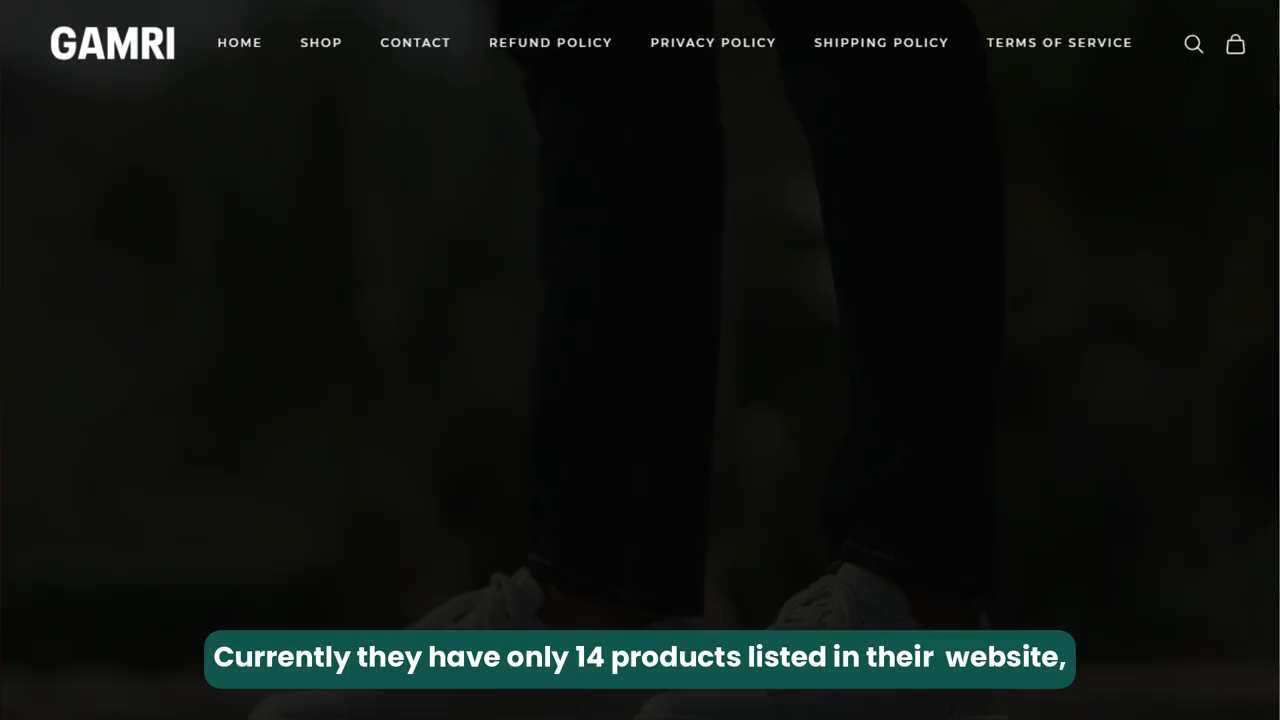 GAMRI HOME SHOP CONTACT REFUND POLICY PRIVACY POLICY SHIPPING POLICY TERMS OF SERVICE
Currently they have only 14 products listed in their website,